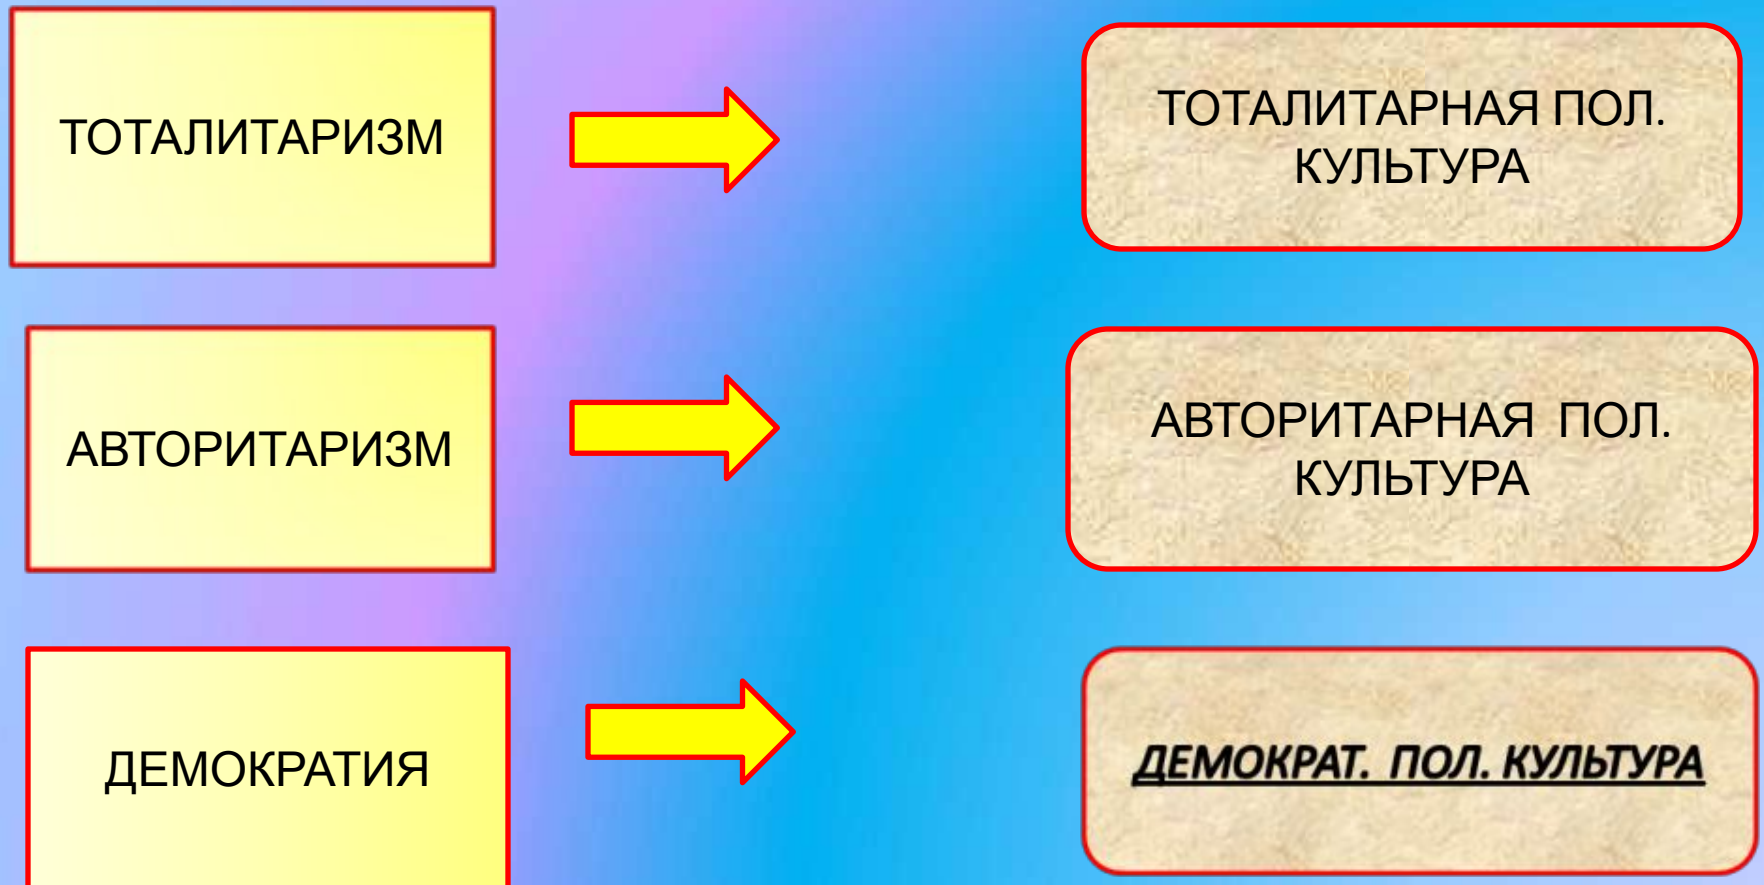 ТОТАЛИТАРИЗМ
ТОТАЛИТАРНАЯ ПОЛ.
КУЛЬТУРА
АВТОРИТАРИЗМ
АВТОРИТАРНАЯ ПОЛ.
КУЛЬТУРА
ДЕМОКРАТИЯ
ДЕМОКРАТ. ПОЛ. КУЛЬТУРА